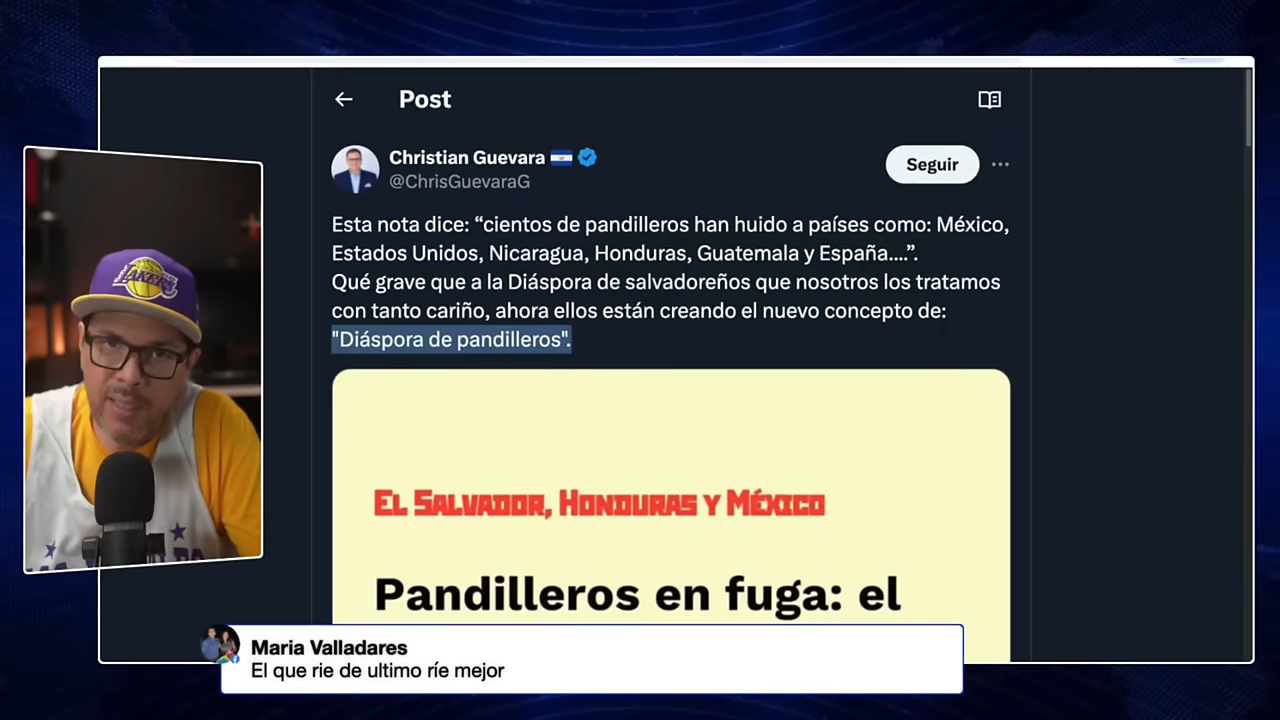 Post
Christian Guevara
@ChrisGuevaraG
Seguir
Esta nota dice: “cientos de pandilleros han huido a países como: México,
Estados Unidos, Nicaragua, Honduras, Guatemala y España....”.
Qué grave que a la Diáspora de salvadoreños que nosotros los tratamos
con tanto cariño, ahora ellos están creando el nuevo concepto de:
"Diáspora de pandilleros".
EL SALVADOR, HONDURAS Y MÉXICO
Pandilleros en fuga: el
LAKERS
Maria Valladares
El que rie de ultimo ríe mejor